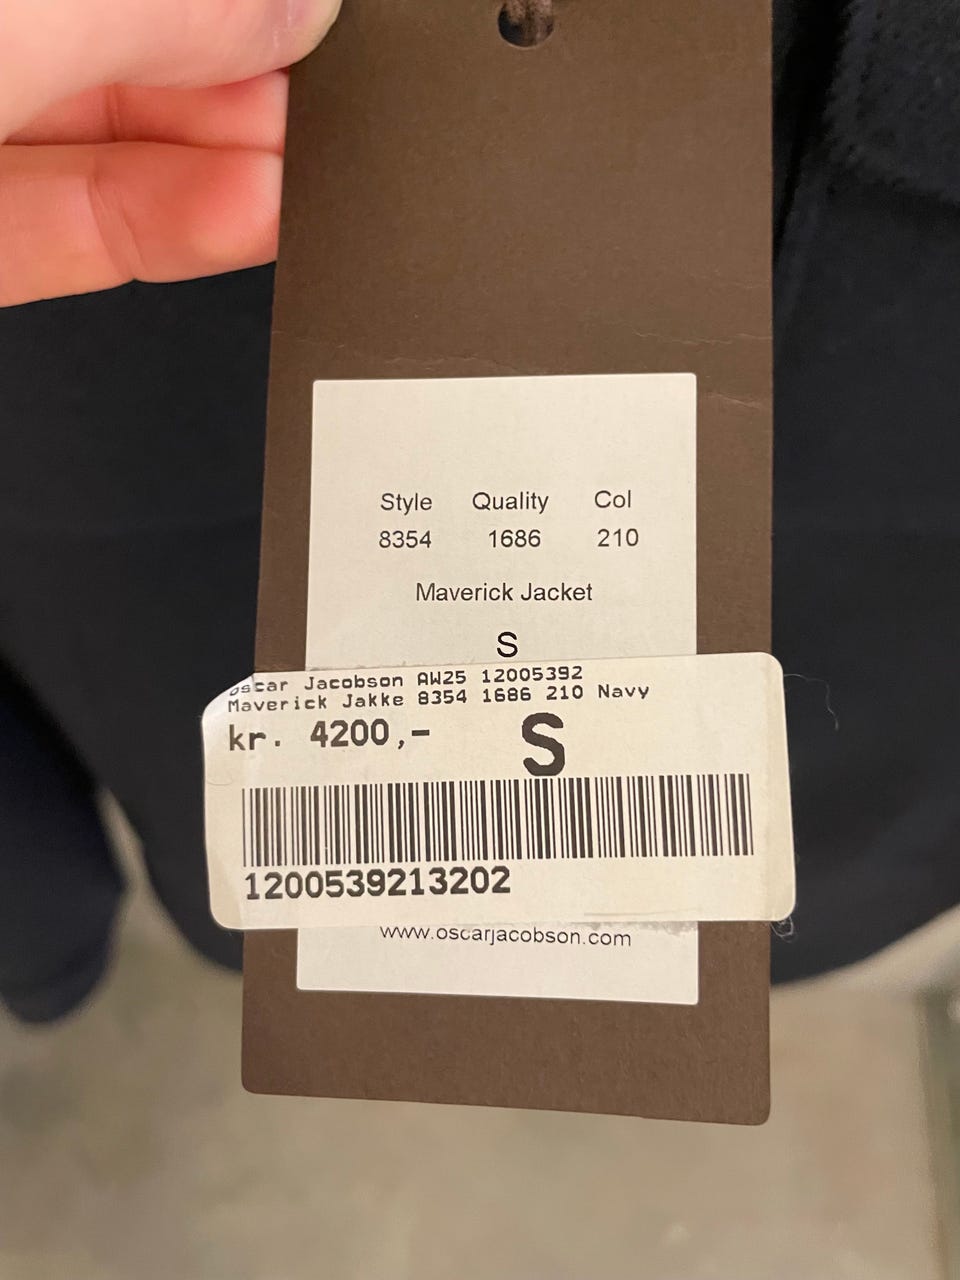 Style Quality Col
8354 1686 210
Maverick Jacket
S
Oscar Jacobson AW25 12005392
Maverick Jakke 8354 1686 210 Navy
kr. 4200,- S
1200539213202
www.oscarjacobson.com